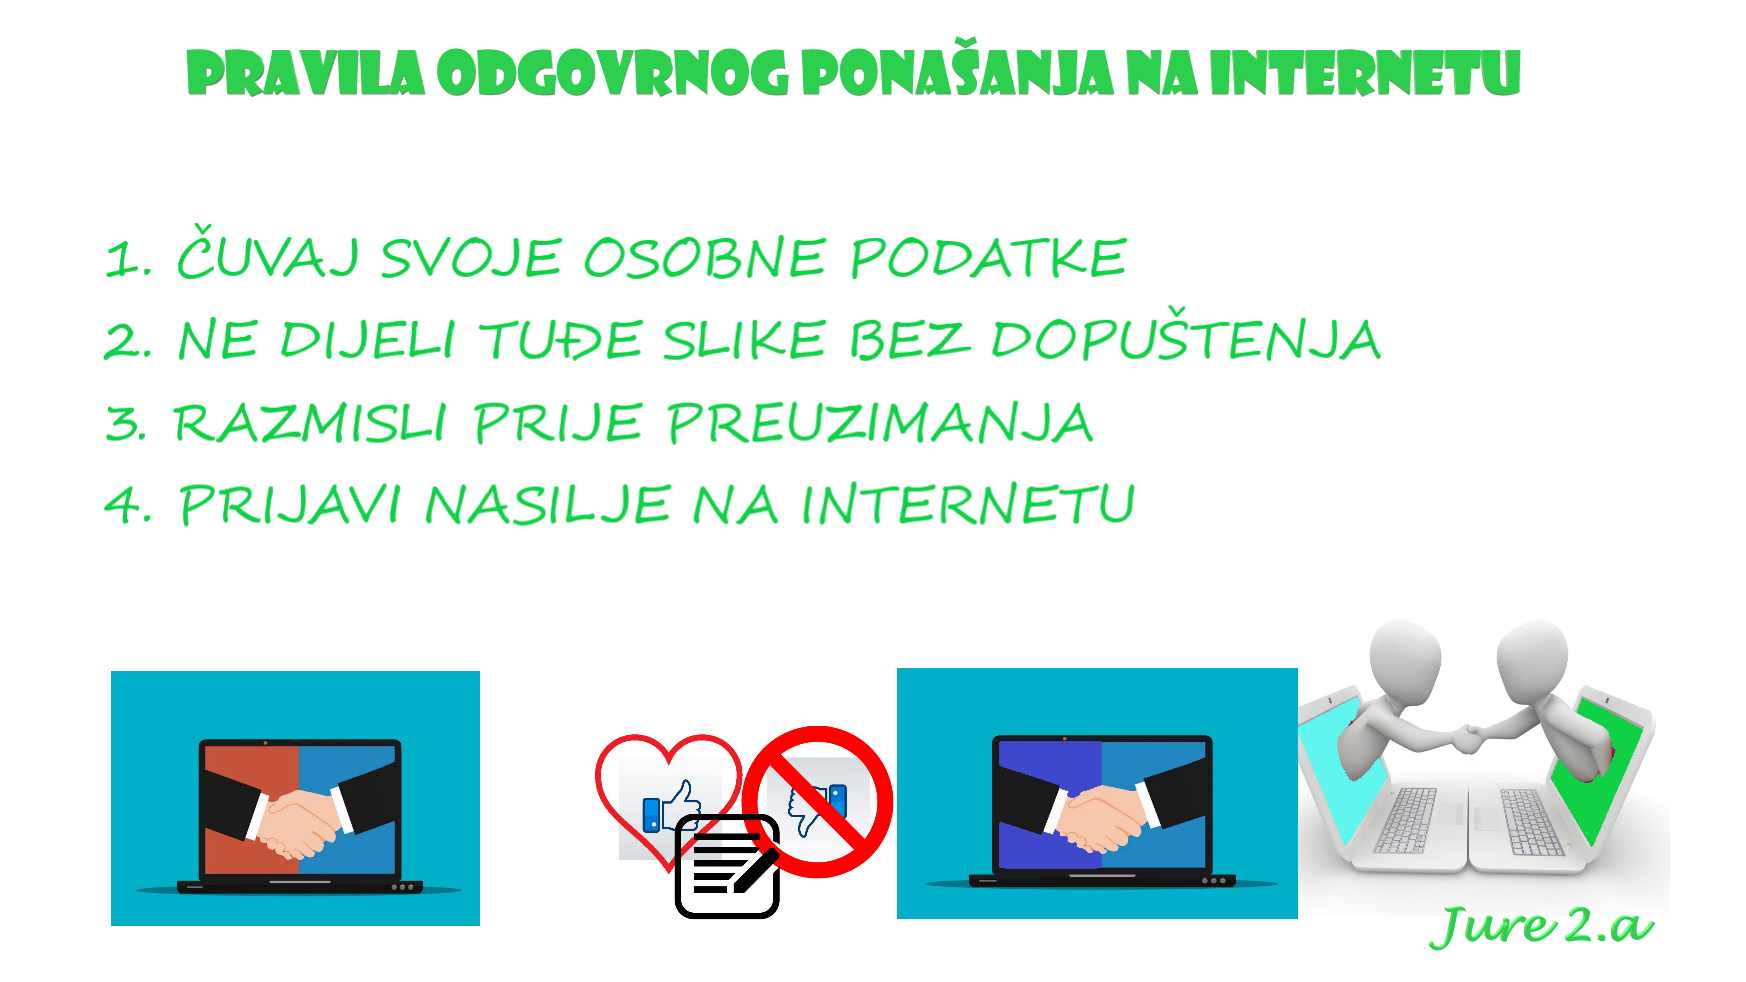 PRAVILA ODGOVRNOG PONAŠANJA NA INTERNETU
1. ČUVAJ SVOJE OSOBNE PODATKE
2. NE DIJELI TUĐE SLIKE BEZ DOPUŠTENJA
3. RAZMISLI PRIJE PREUZIMANJA
4. PRIJAVI NASILJE NA INTERNETU
Jure 2.a